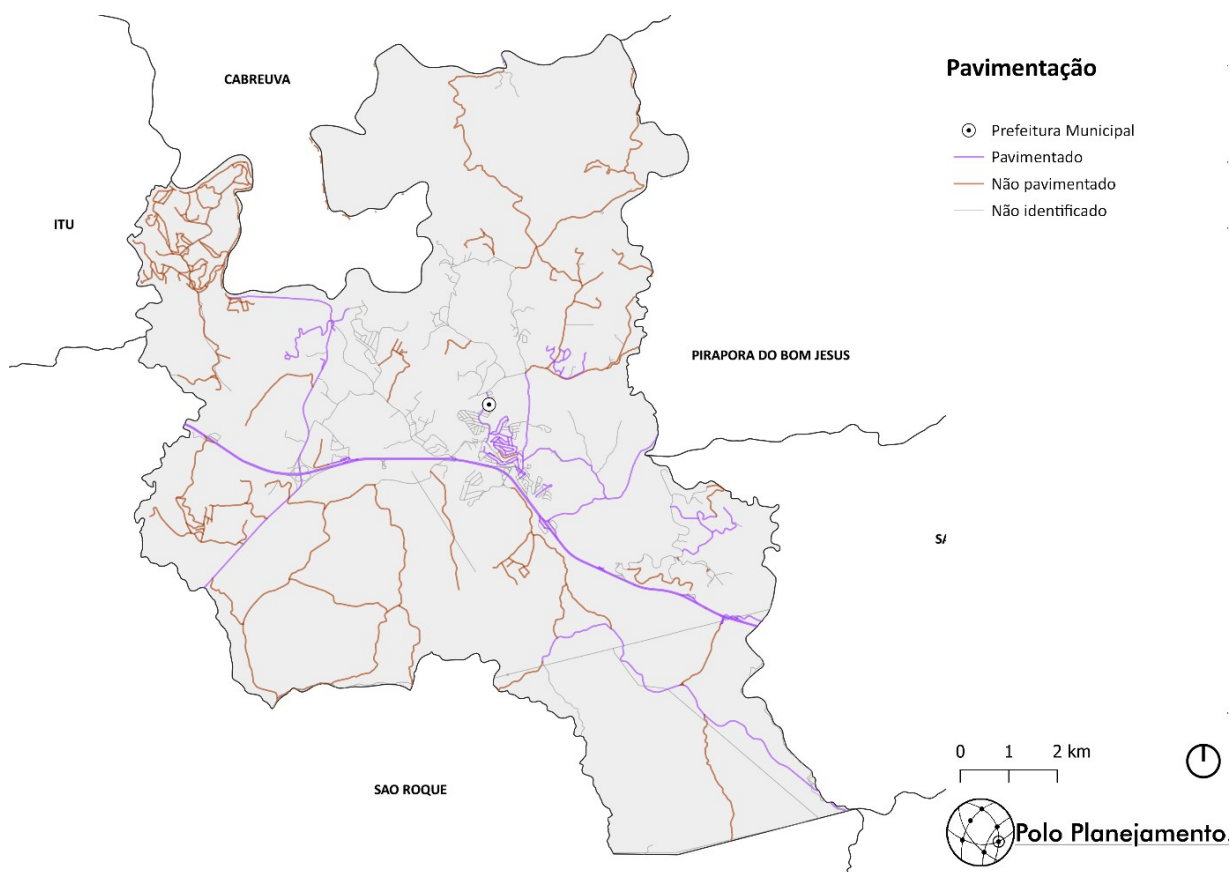 CABREUVA
Pavimentação
Prefeitura Municipal
Pavimentado
Não pavimentado
Não identificado
ITU
PIRAPORA DO BOM JESUS
SA
SAO ROQUE
0 1 2 km
Polo Planejamento.